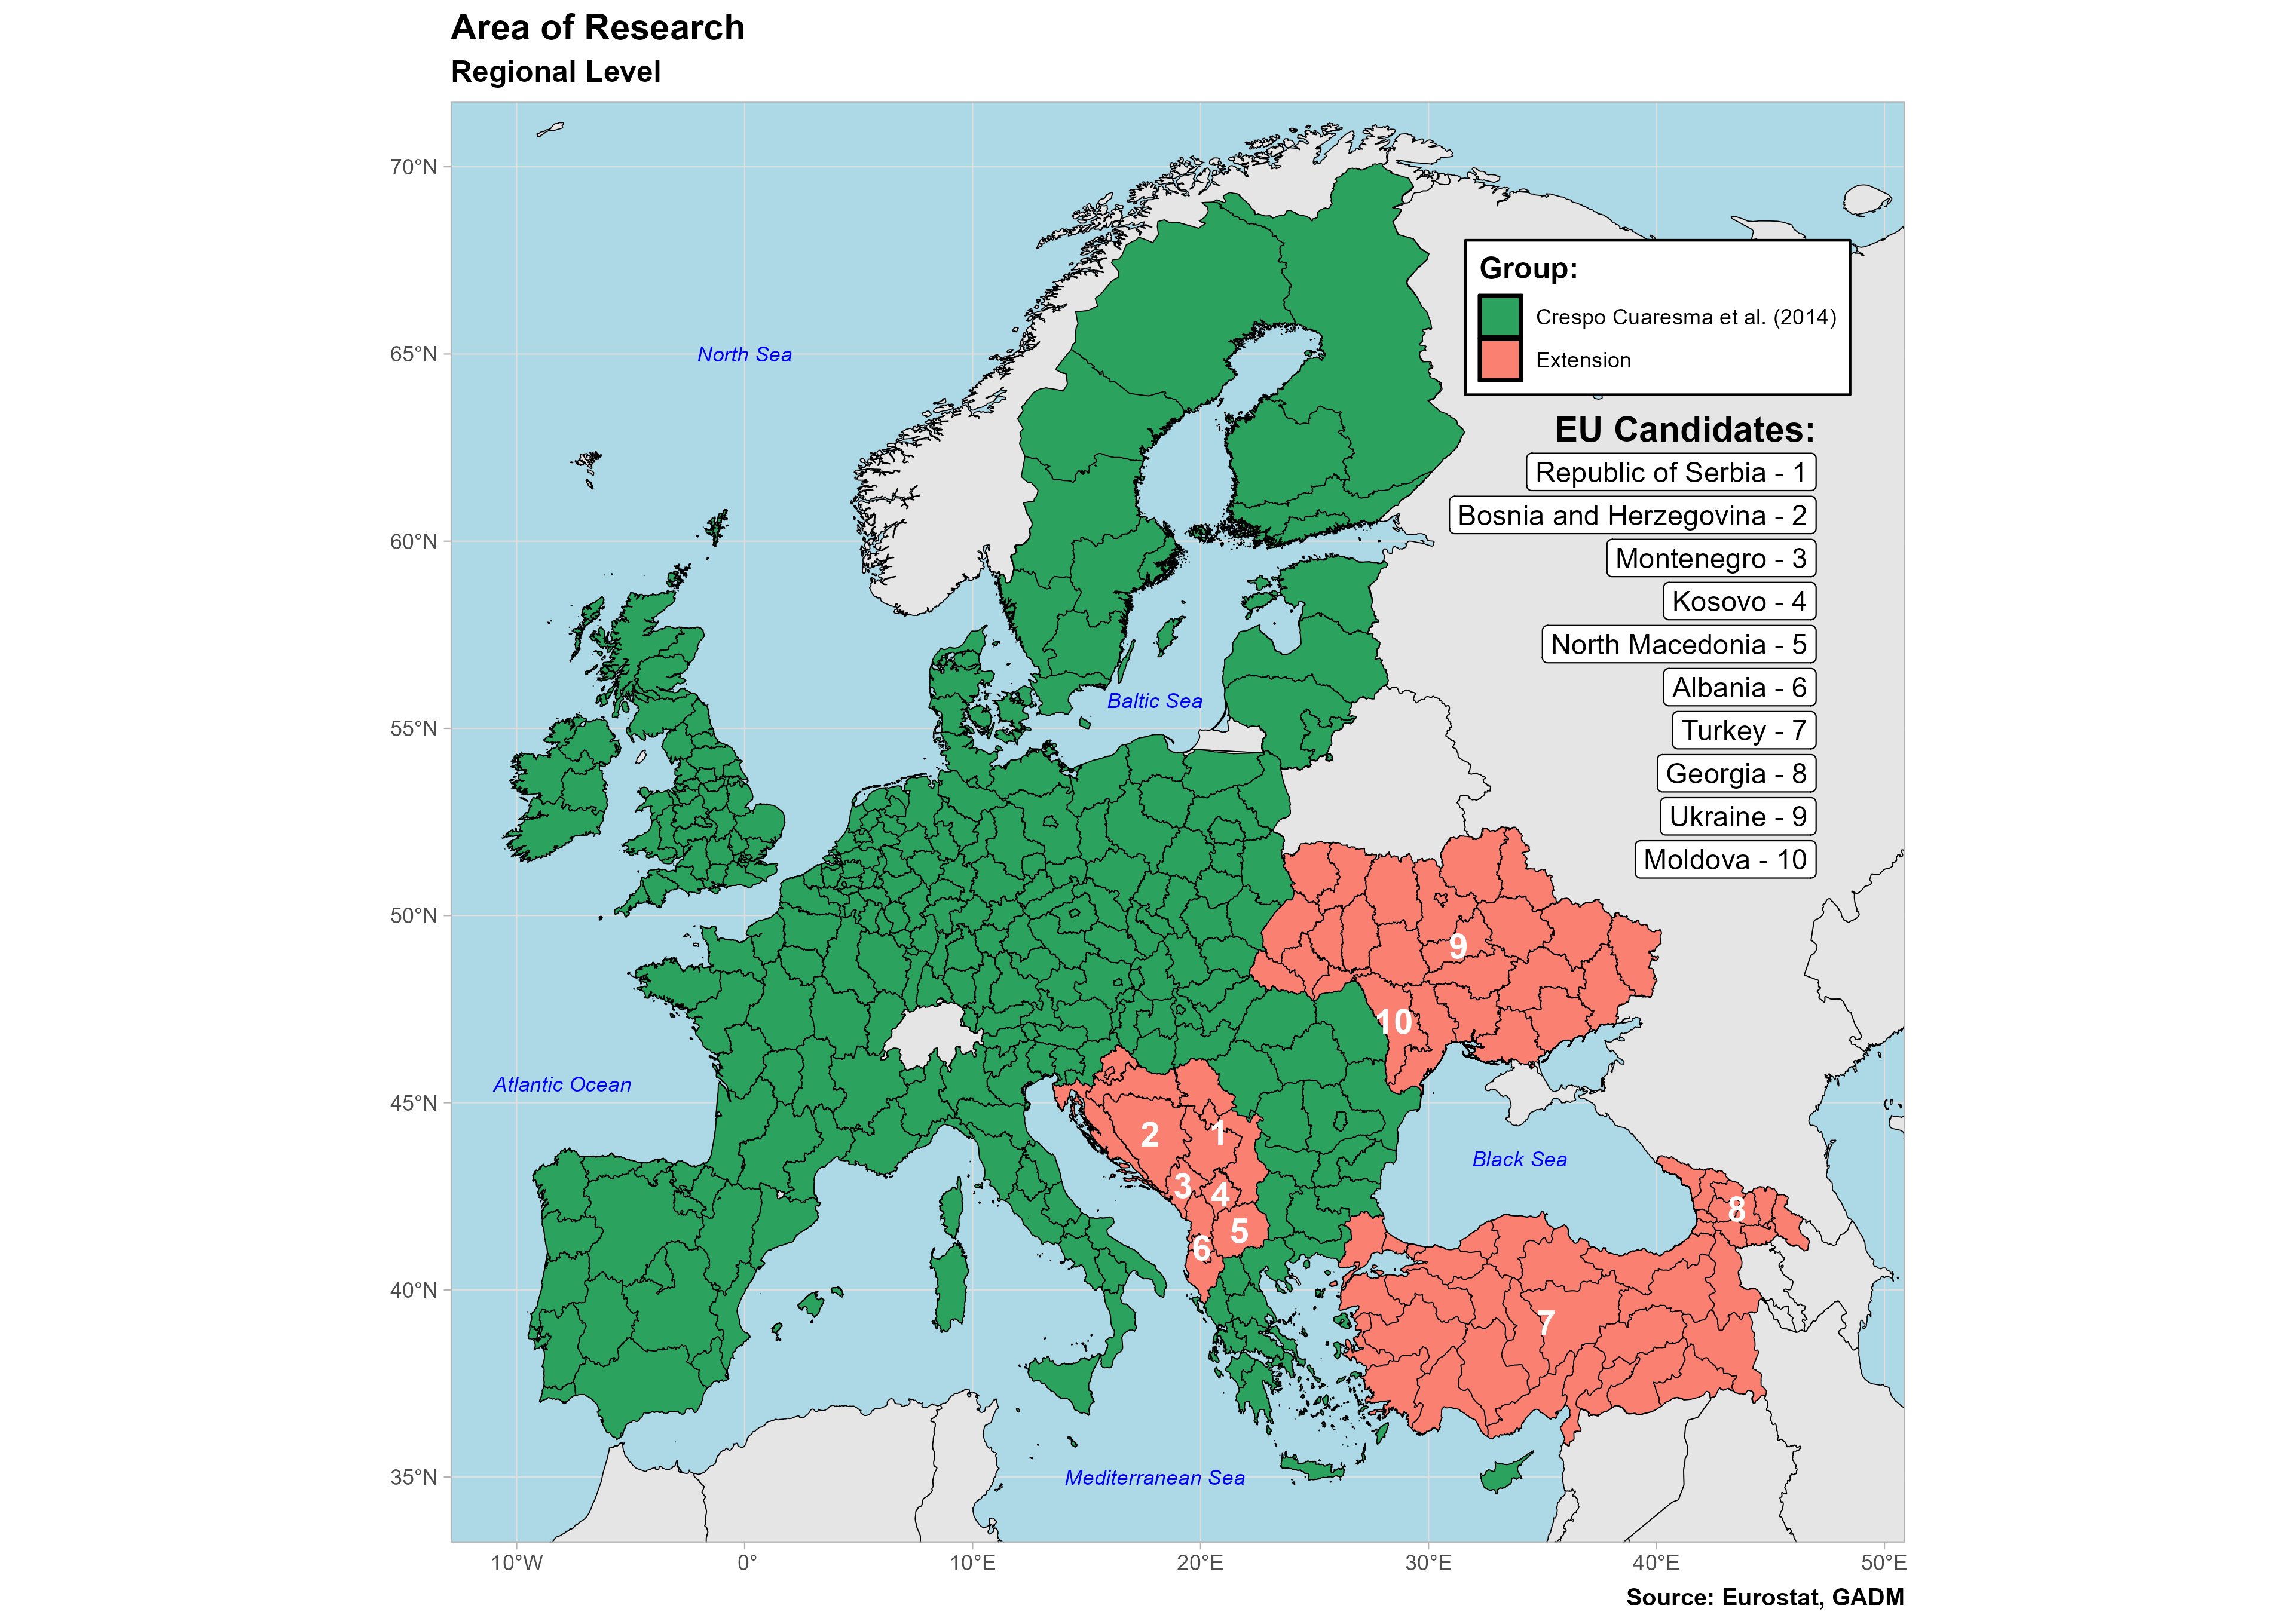 Area of Research
Regional Level
70°N
65°N
60°N
55°N
50°N
45°N
40°N
35°N
10°W
0°
10°E
20°E
30°E
40°E
50°E
North Sea
Baltic Sea
Atlantic Ocean
Black Sea
Mediterranean Sea
Group:
Crespo Cuaresma et al. (2014)
Extension
EU Candidates:
Republic of Serbia - 1
Bosnia and Herzegovina - 2
Montenegro - 3
Kosovo - 4
North Macedonia - 5
Albania - 6
Turkey - 7
Georgia - 8
Ukraine - 9
Moldova - 10
9
10
2
1
3
4
5
6
8
7
Source: Eurostat, GADM